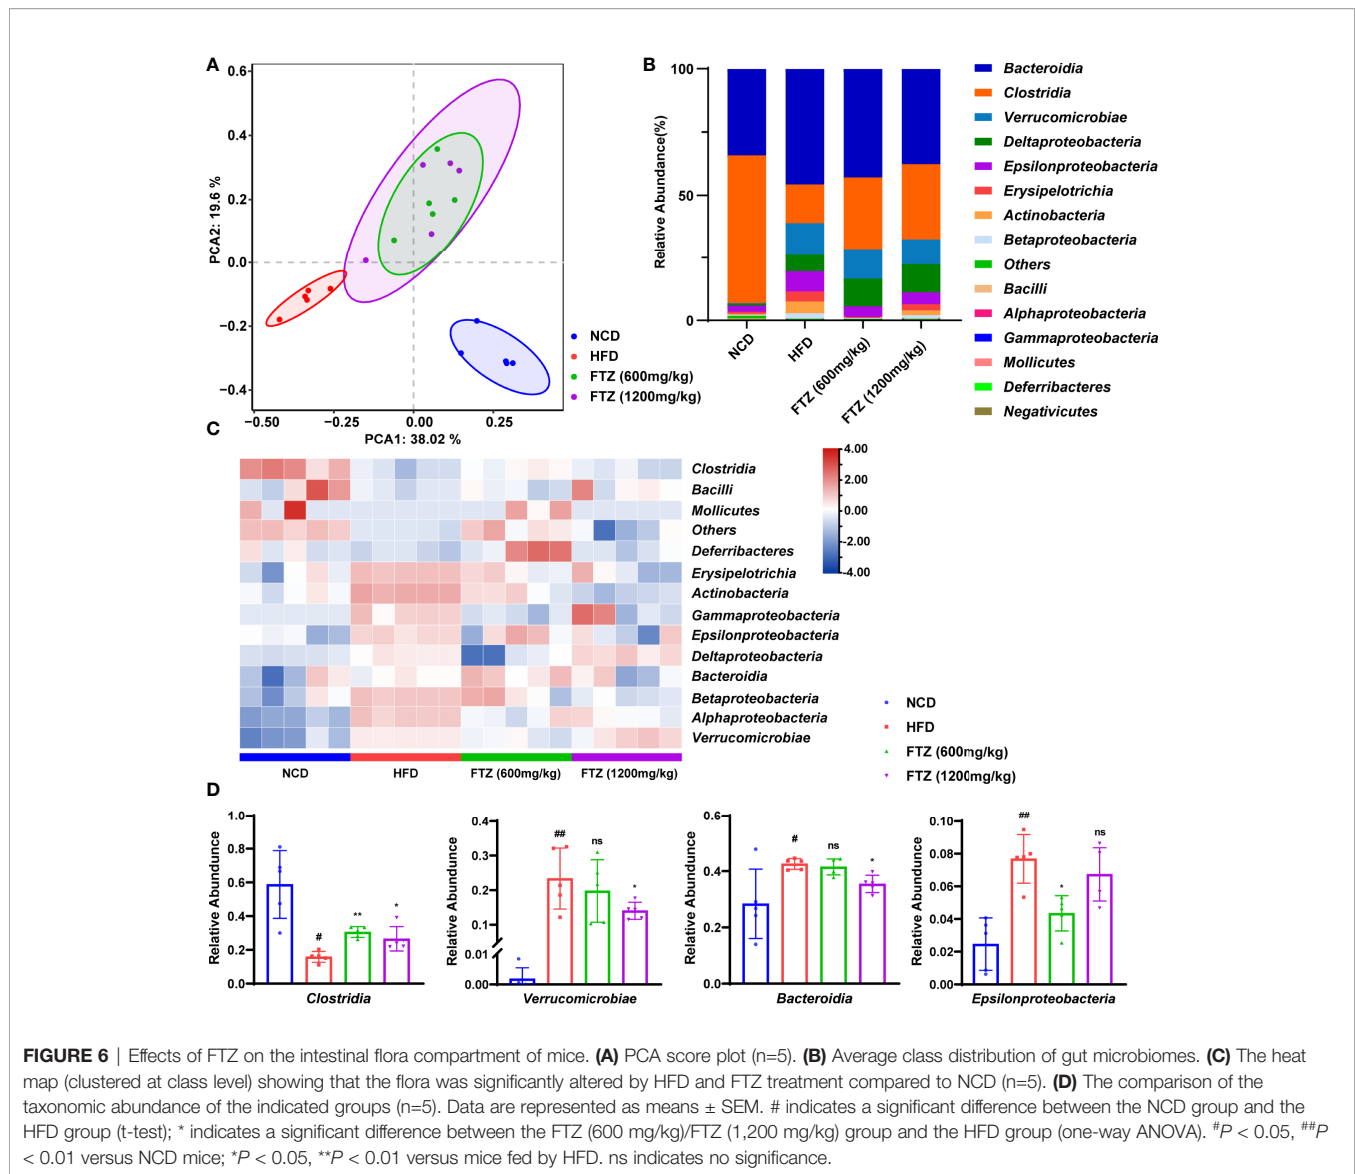 A
0.6
0.4
0.2
0.0
−0.2
−0.4
PCA2: 19.6 %
−0.50
−0.25
0.00
0.25
PCA1: 38.02 %
NCD
HFD
FTZ (600mg/kg)
FTZ (1200mg/kg)
B
100
50
0
Relative Abundance(%)
NCD
HFD
FTZ (600mg/kg)
FTZ (1200mg/kg)
Bacteroidia
Clostridia
Verrucomicrobiae
Deltaproteobacteria
Epsilonproteobacteria
Erysipelotrichia
Actinobacteria
Betaproteobacteria
Others
Bacilli
Alphaproteobacteria
Gammaproteobacteria
Mollicutes
Deferribacteres
Negativicutes
C
Clostridia
Bacilli
Mollicutes
Others
Deferribacteres
Erysipelotrichia
Actinobacteria
Gammaproteobacteria
Epsilonproteobacteria
Deltaproteobacteria
Bacteroidia
Betaproteobacteria
Alphaproteobacteria
Verrucomicrobiae
4.00
2.00
0.00
-2.00
-4.00
NCD
HFD
FTZ (600mg/kg)
FTZ (1200mg/kg)
NCD
HFD
FTZ (600mg/kg)
FTZ (1200mg/kg)
D
Relative Abundance
1.0
0.8
0.6
0.4
0.2
0.0
#
**
*
Clostridia
Relative Abundance
0.4
0.3
0.2
0.1
0.01
0.00
##
ns
*
Verrucomicrobiae
Relative Abundance
0.6
0.4
0.2
0.0
#
ns
*
Bacteroidia
Relative Abundance
0.10
0.08
0.06
0.04
0.02
0.00
##
*
ns
Epsilonproteobacteria
FIGURE 6 | Effects of FTZ on the intestinal flora compartment of mice. (A) PCA score plot (n=5). (B) Average class distribution of gut microbiomes. (C) The heat
map (clustered at class level) showing that the flora was significantly altered by HFD and FTZ treatment compared to NCD (n=5). (D) The comparison of the
taxonomic abundance of the indicated groups (n=5). Data are represented as means ± SEM. # indicates a significant difference between the NCD group and the
HFD group (t-test); * indicates a significant difference between the FTZ (600 mg/kg)/FTZ (1,200 mg/kg) group and the HFD group (one-way ANOVA). #P < 0.05, ##P
< 0.01 versus NCD mice; *P < 0.05, **P < 0.01 versus mice fed by HFD. ns indicates no significance.